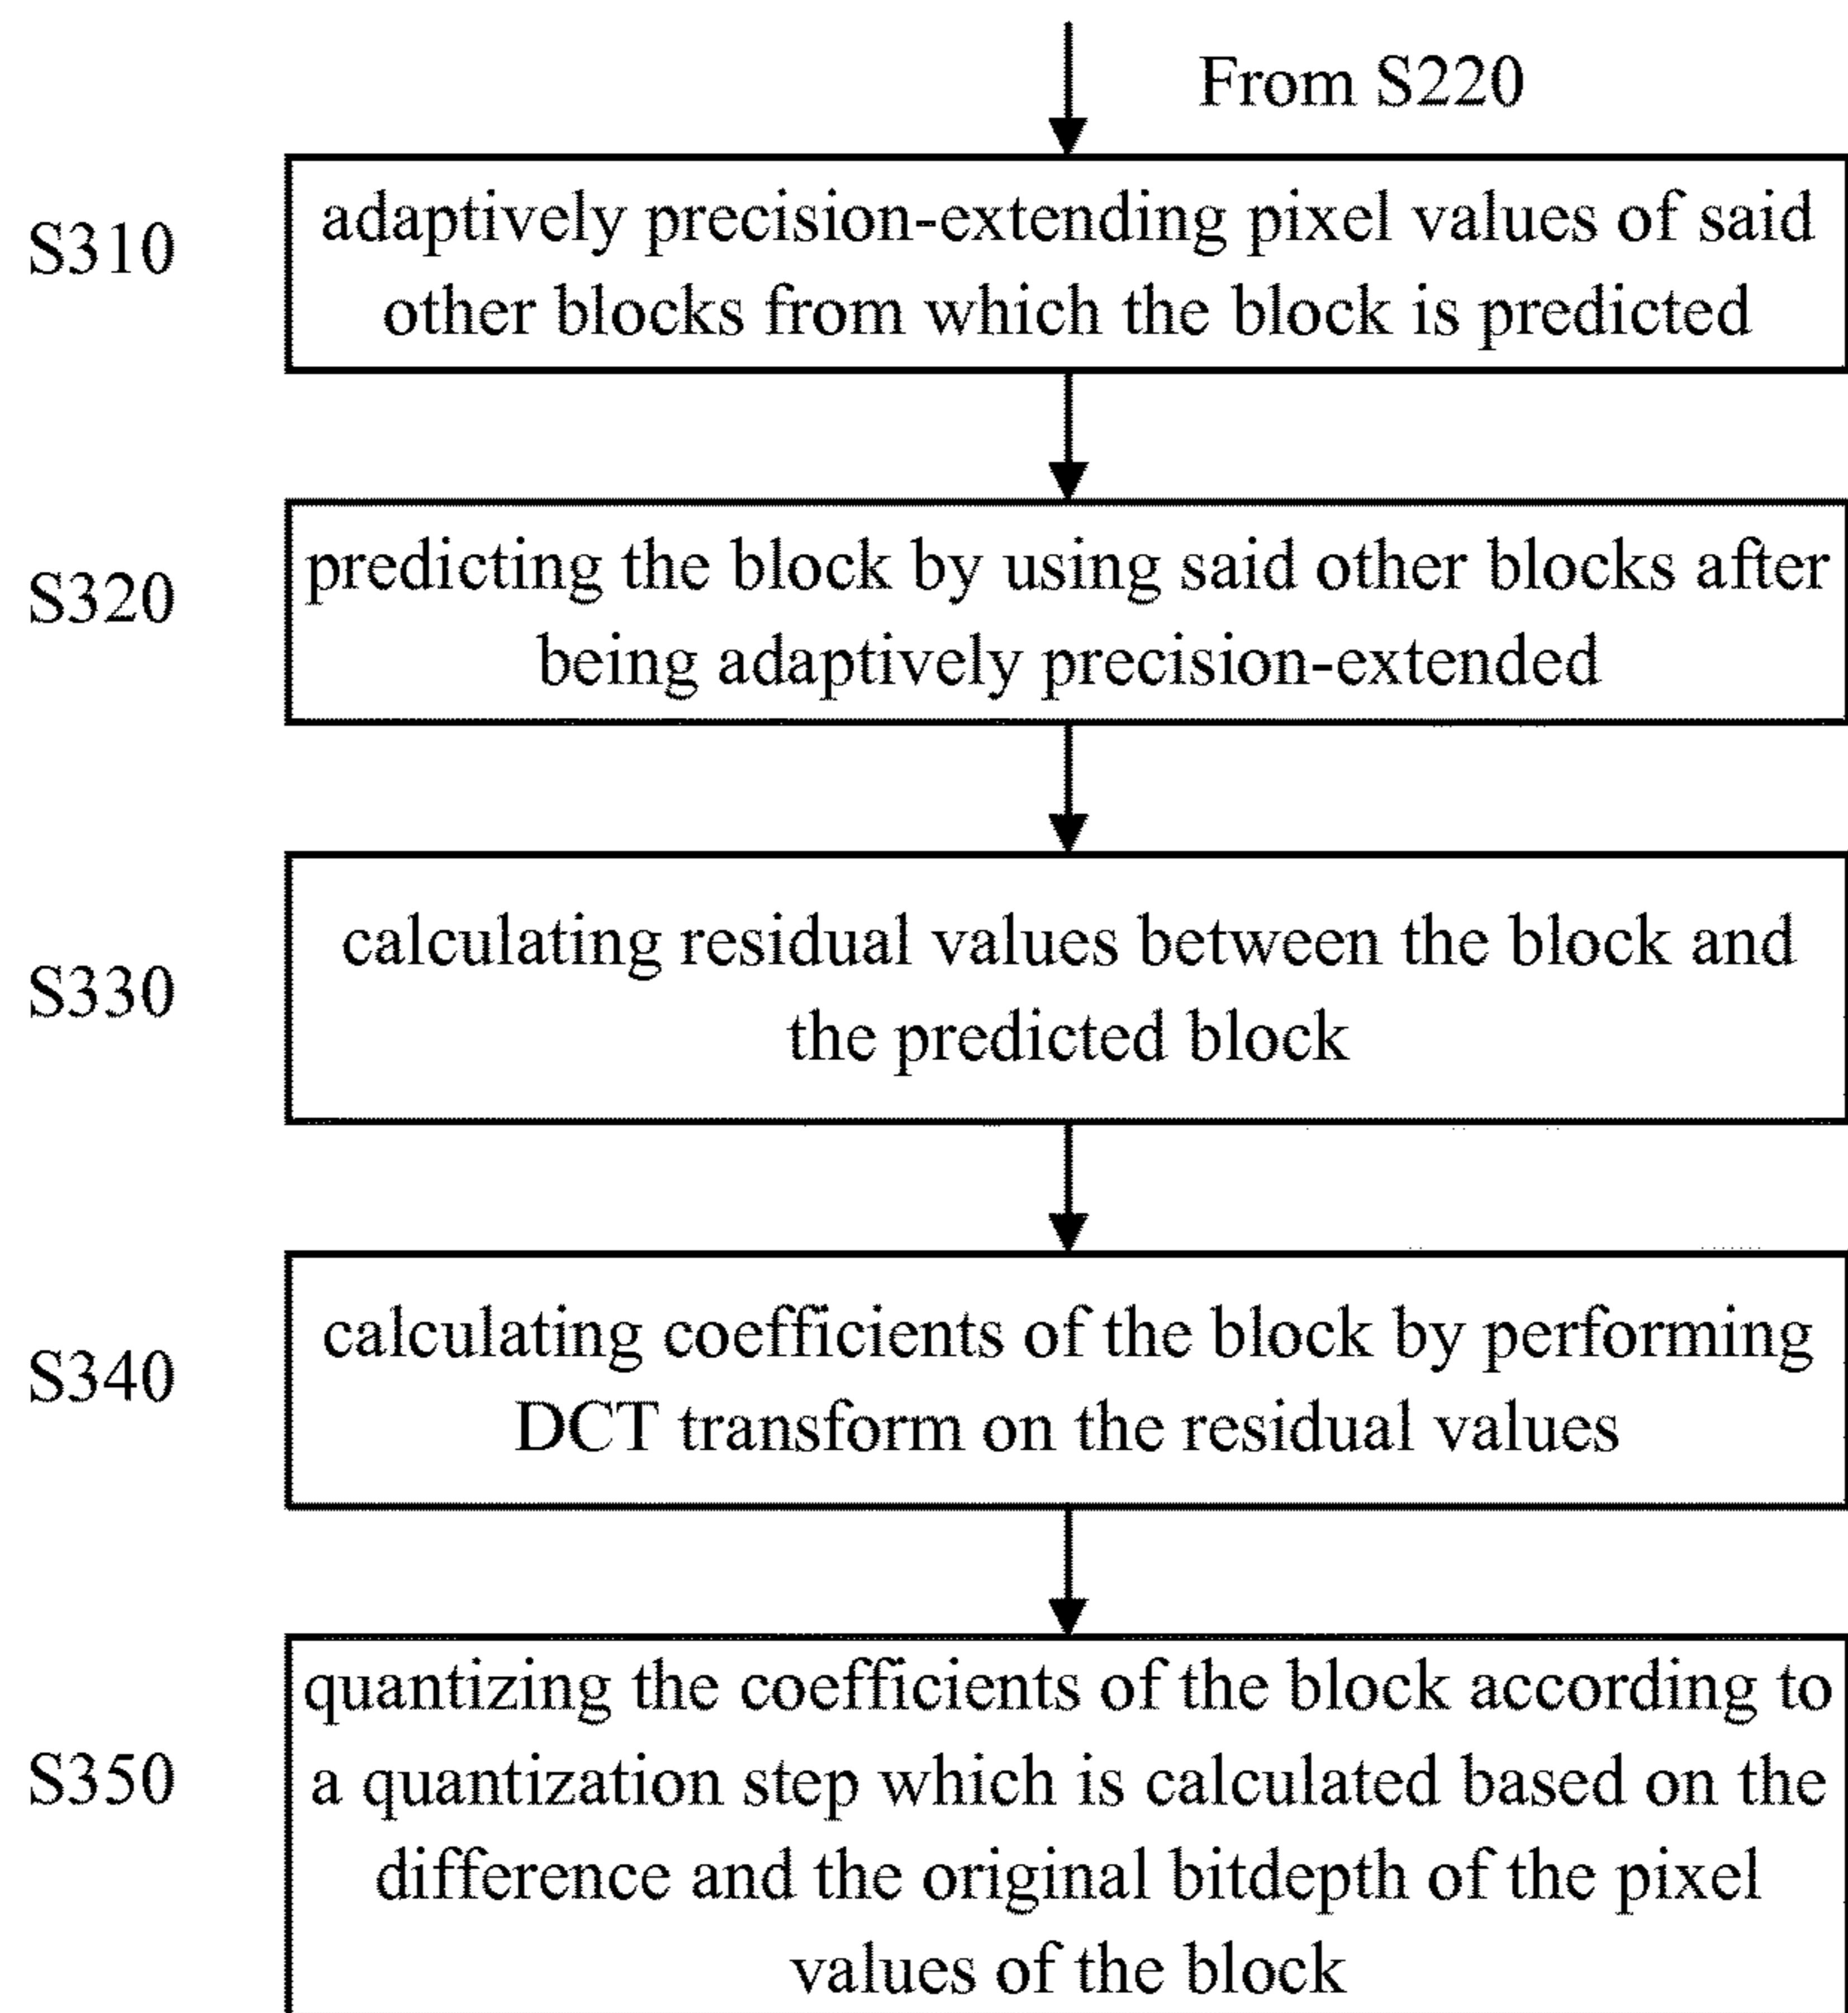 From S220
S310
adaptively precision-extending pixel values of said
other blocks from which the block is predicted
S320
predicting the block by using said other blocks after
being adaptively precision-extended
S330
calculating residual values between the block and
the predicted block
S340
calculating coefficients of the block by performing
DCT transform on the residual values
S350
quantizing the coefficients of the block according to
a quantization step which is calculated based on the
difference and the original bitdepth of the pixel
values of the block